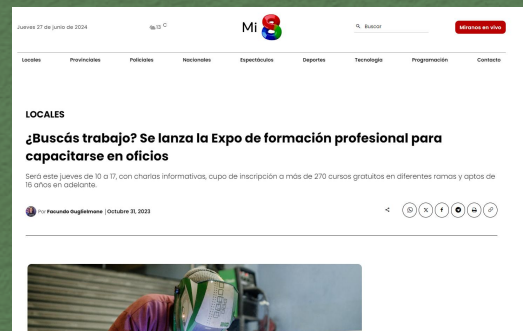 Jueves 27 de junio de 2024
13 C
Mi 8
Buscar
Miranos en vivo
Locales Provinciales Policiales Nacionales Espectáculos Deportes Tecnología Programación Contacto
LOCALES
¿Buscás trabajo? Se lanza la Expo de formación profesional para
capacitarse en oficios
Será este jueves de 10 a 17, con charlas informativas, cupo de inscripción a más de 270 cursos gratuitos en diferentes ramas y aptos de
16 años en adelante.
Por Facundo Guglielmone | Octubre 31, 2023